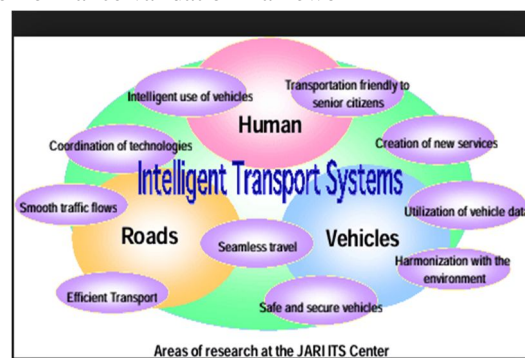 Intelligent use of vehicles
Transportation friendly to
senior citizens
Human
Coordination of technologies
Creation of new services
Intelligent Transport Systems
Smooth traffic flows
Utilization of vehicle data
Roads
Seamless travel
Vehicles
Harmonization with the
environment
Efficient Transport
Safe and secure vehicles
Areas of research at the JARI ITS Center